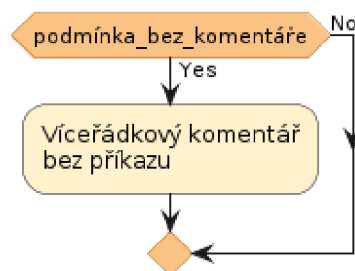 podmínka_bez_komentáře
No
Yes
Víceřádkový komentář
bez příkazu